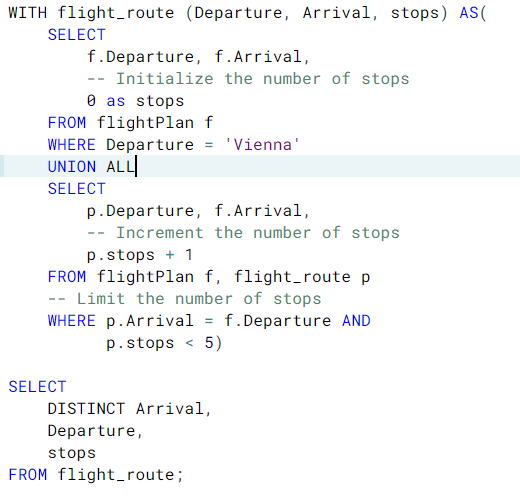 WITH flight_route (Departure, Arrival, stops) AS(
    SELECT
        f.Departure, f.Arrival,
        -- Initialize the number of stops
        0 as stops
    FROM flightPlan f
    WHERE Departure = 'Vienna'
    UNION ALL
    SELECT
        p.Departure, f.Arrival,
        -- Increment the number of stops
        p.stops + 1
    FROM flightPlan f, flight_route p
    -- Limit the number of stops
    WHERE p.Arrival = f.Departure AND
          p.stops < 5)

SELECT
    DISTINCT Arrival,
    Departure,
    stops
FROM flight_route;